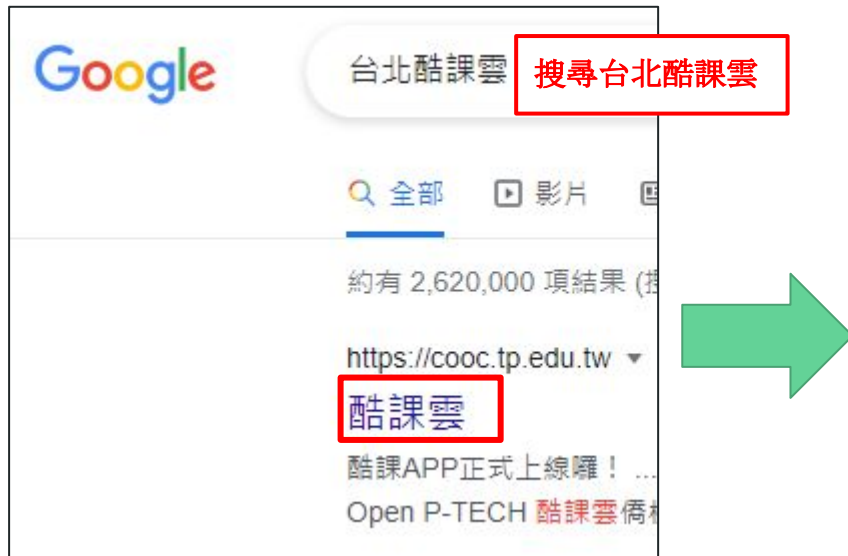 Google
台北酷課雲
搜尋台北酷課雲
全部
影片
約有 2,620,000 項結果
https://cooc.tp.edu.tw
酷課雲
酷課APP正式上線囉！ ...
Open P-TECH 酷課雲僑